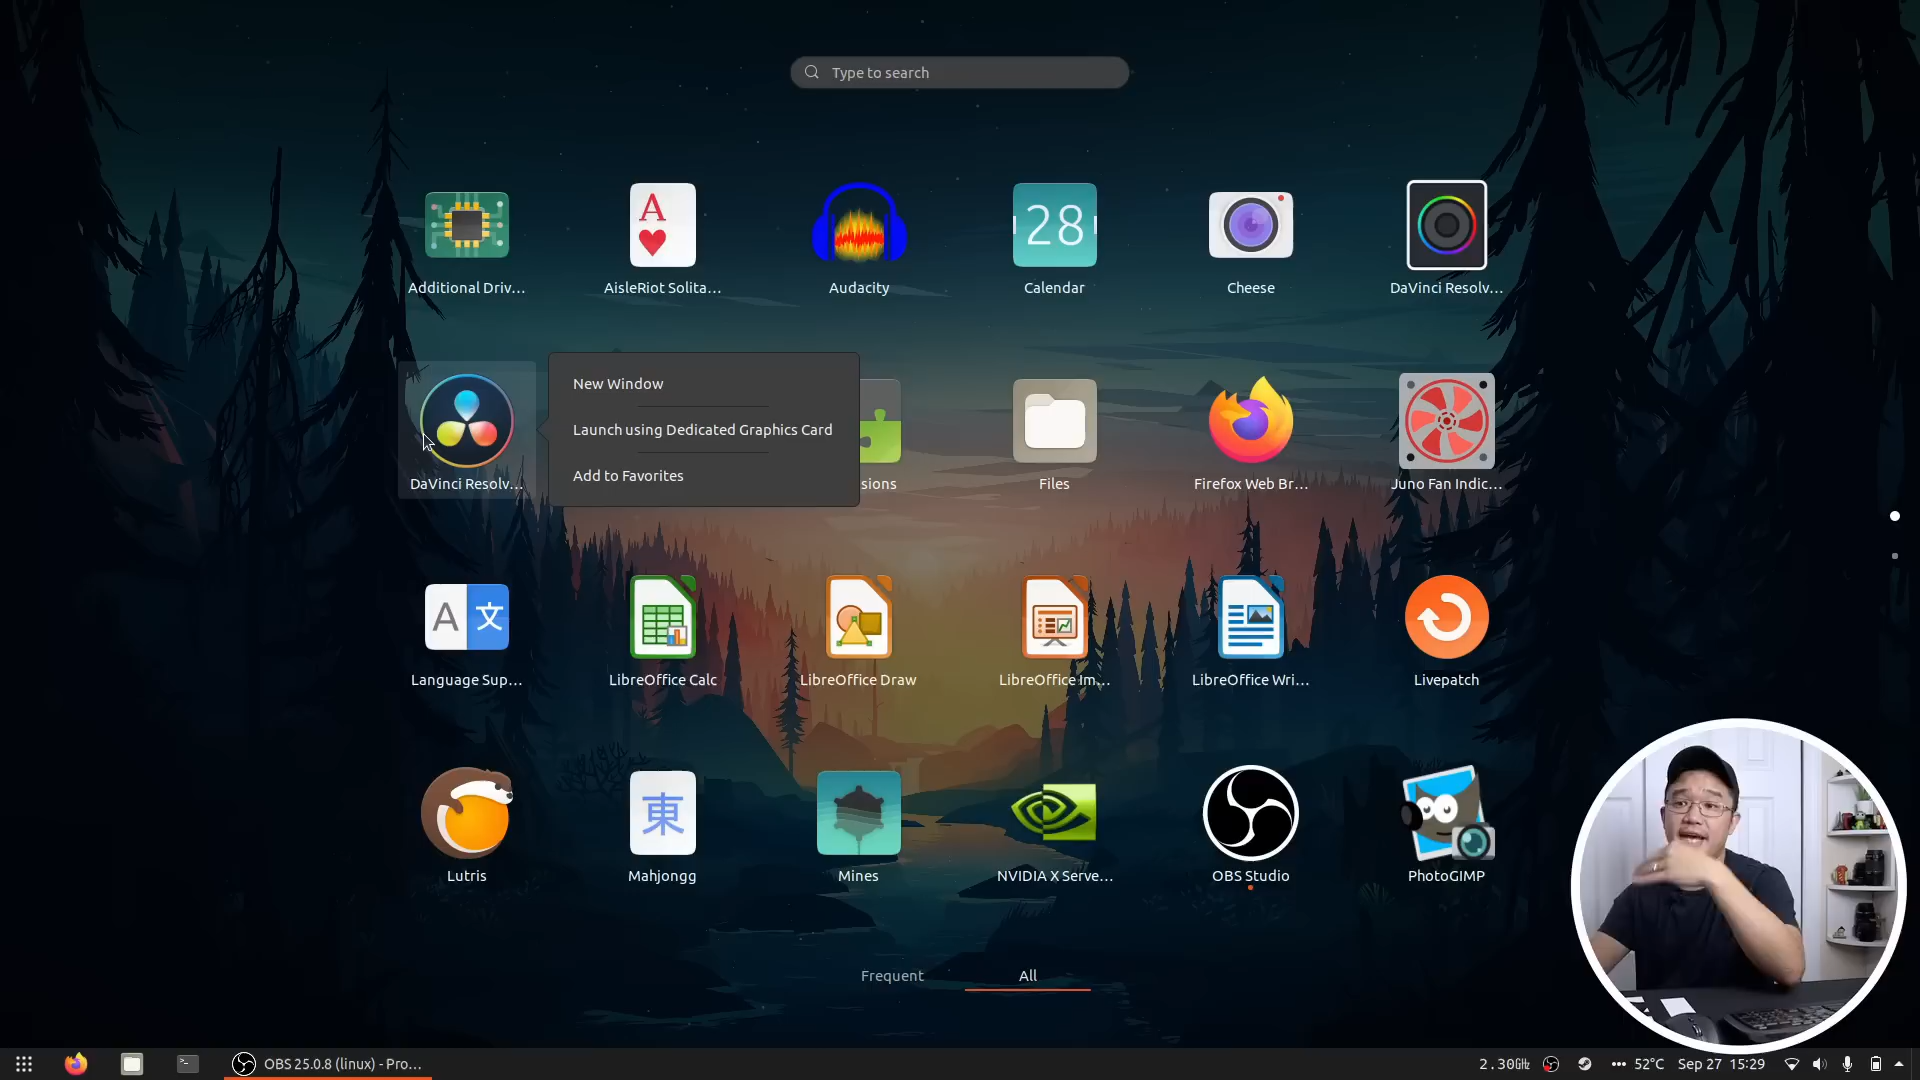 Type to search
28
A
Additional Driv...
AisleRiot Solita...
Audacity
Calendar
Cheese
DaVinci Resolv...
New Window
Launch using Dedicated Graphics Card
Add to Favorites
DaVinci Resolv...
sions
Files
Firefox Web Br...
Juno Fan Indic...
A 文
Language Sup...
LibreOffice Calc
LibreOffice Draw
LibreOffice Im...
LibreOffice Wri...
Livepatch
東
Lutris
Mahjongg
Mines
NVIDIA X Serve...
OBS Studio
PhotoGIMP
Frequent
All
OBS 25.0.8 (linux) - Pro...
2.30GHz
52°C
Sep 27 15:29